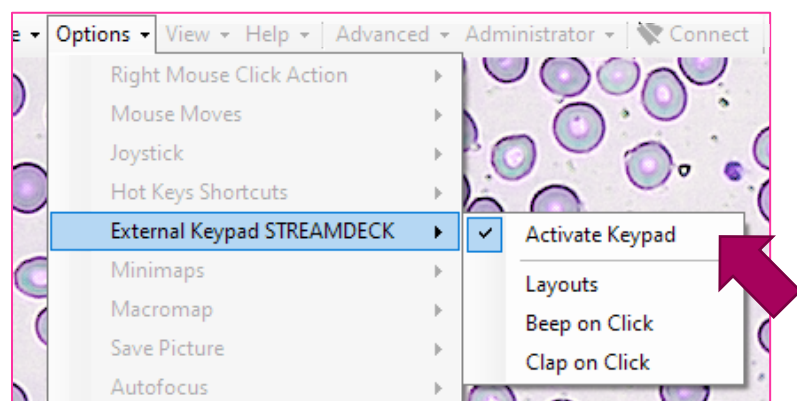 Options View Help Advanced Administrator Connect
Right Mouse Click Action
Mouse Moves
Joystick
Hot Keys Shortcuts
External Keypad STREAMDECK
Activate Keypad
Minimaps
Layouts
Macromap
Beep on Click
Save Picture
Clap on Click
Autofocus